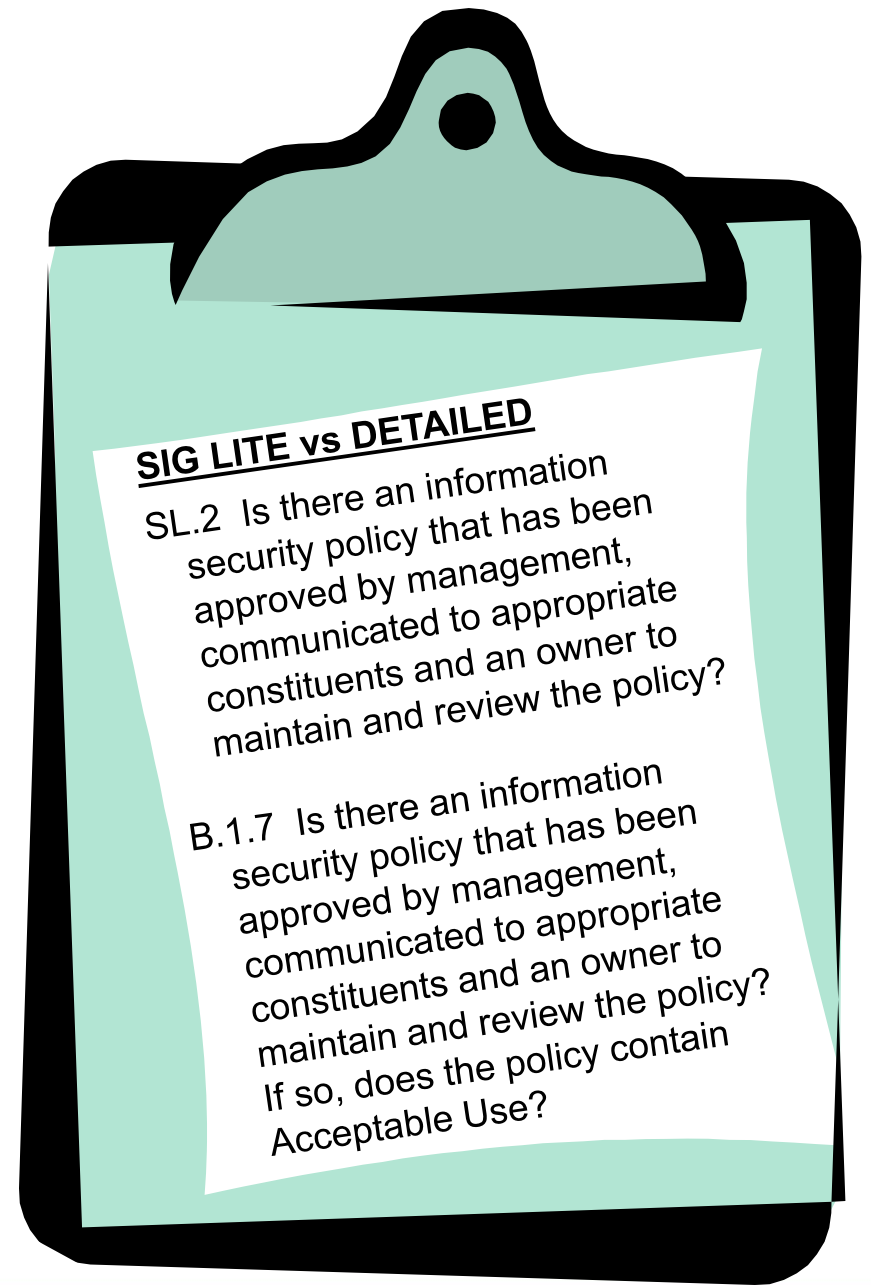 SIG LITE vs DETAILED
SL.2 Is there an information
security policy that has been
approved by management,
communicated to appropriate
constituents and an owner to
maintain and review the policy?
B.1.7 Is there an information
security policy that has been
approved by management,
communicated to appropriate
constituents and an owner to
maintain and review the policy?
If so, does the policy contain
Acceptable Use?